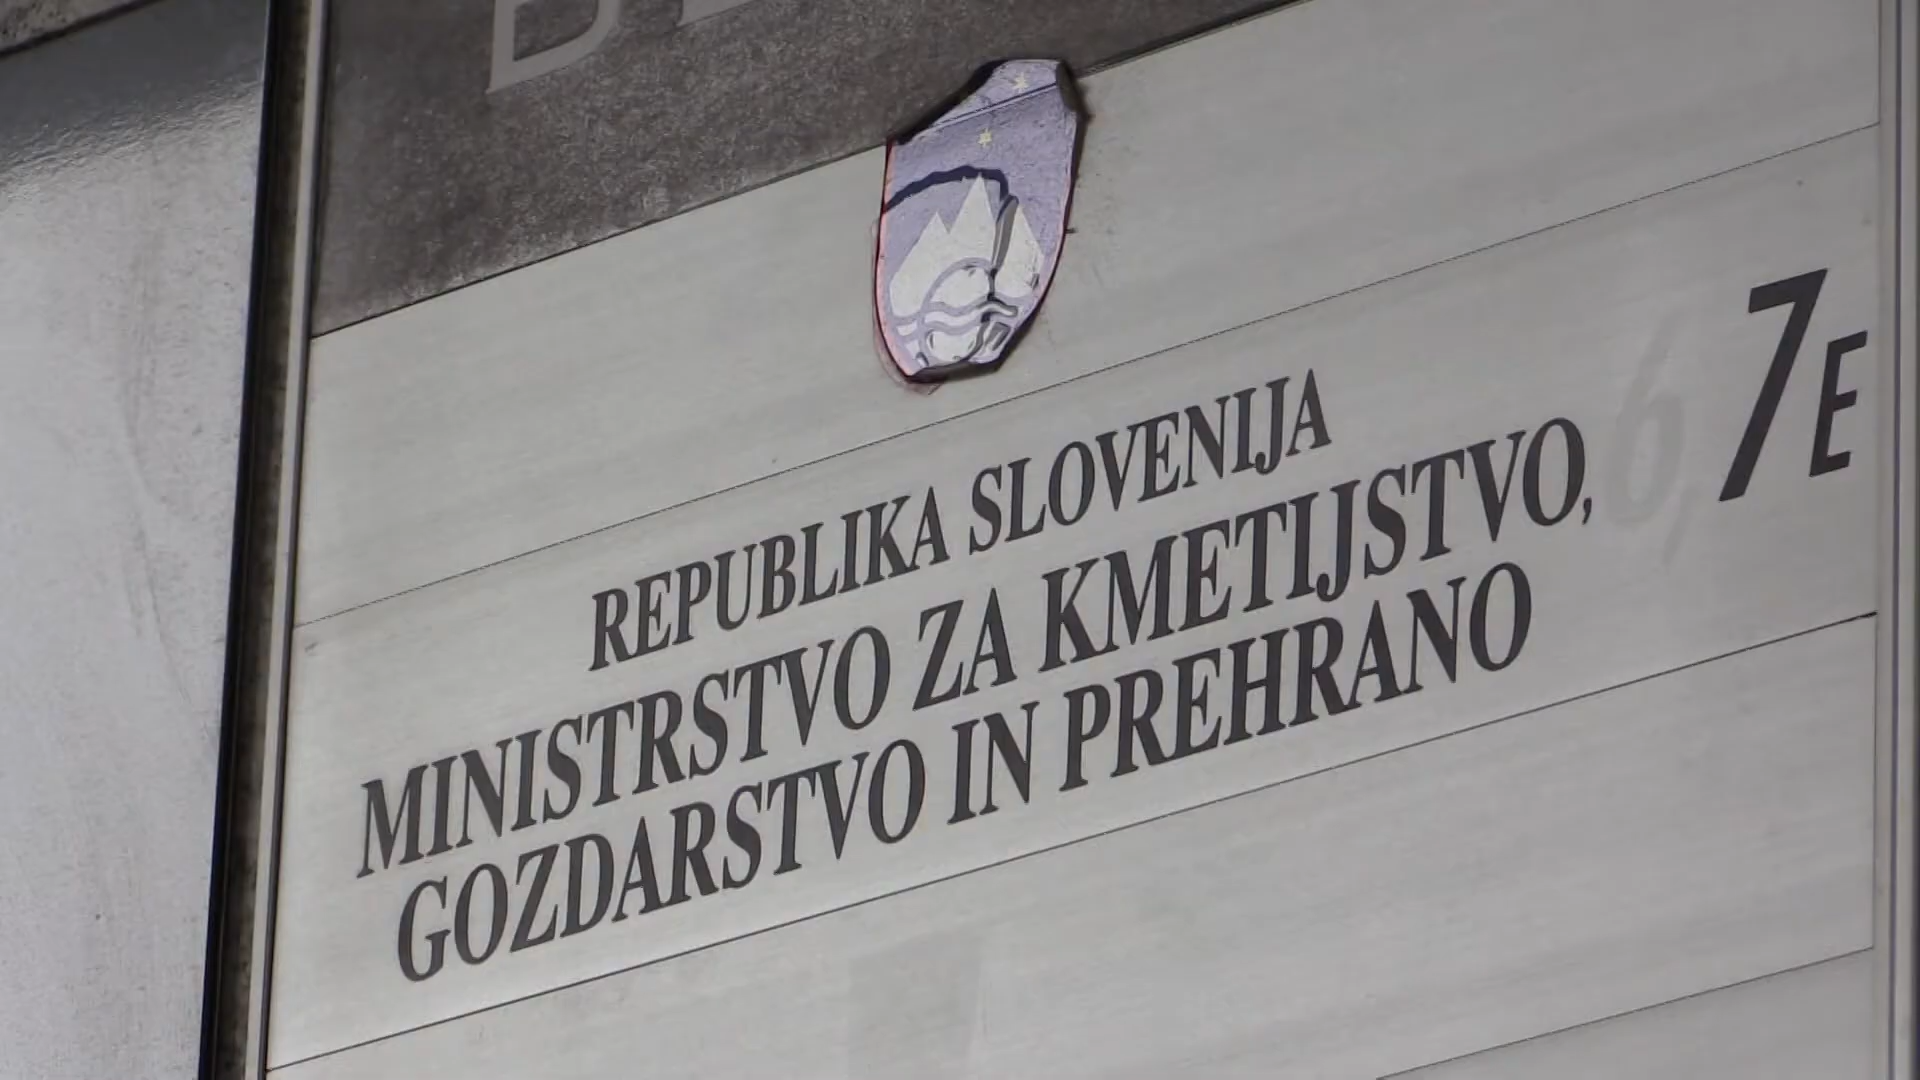 REPUBLIKA SLOVENIJA
MINISTRSTVO ZA KMETIJSTVO,
GOZDARSTVO IN PREHRANO
7E